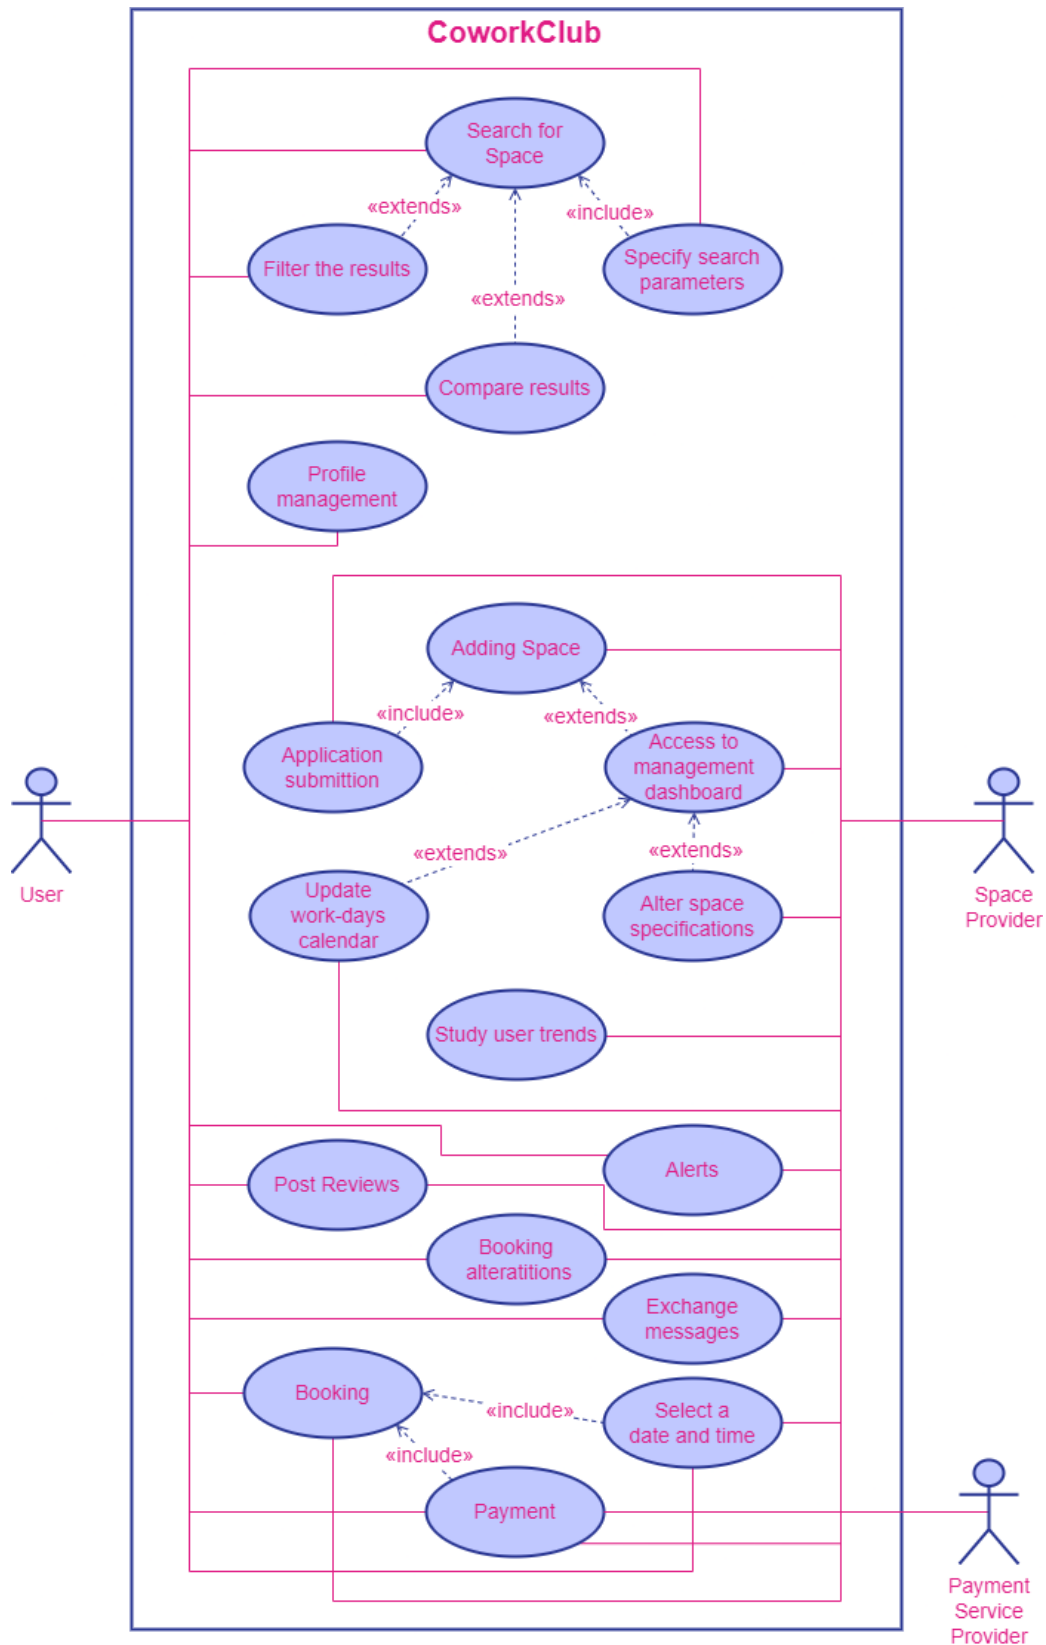 CoworkClub
Search for
Space
«extends»
«include»
Filter the results
Specify search
parameters
«extends»
Compare results
Profile
management
Adding Space
«include»
«extends»
Application
submittion
Access to
management
dashboard
«extends»
«extends»
User
Space
Provider
Update
work-days
calendar
Alter space
specifications
Study user trends
Post Reviews
Alerts
Booking
alteratitions
Exchange
messages
Booking
«include»
Select a
date and time
«include»
Payment
Payment
Service
Provider